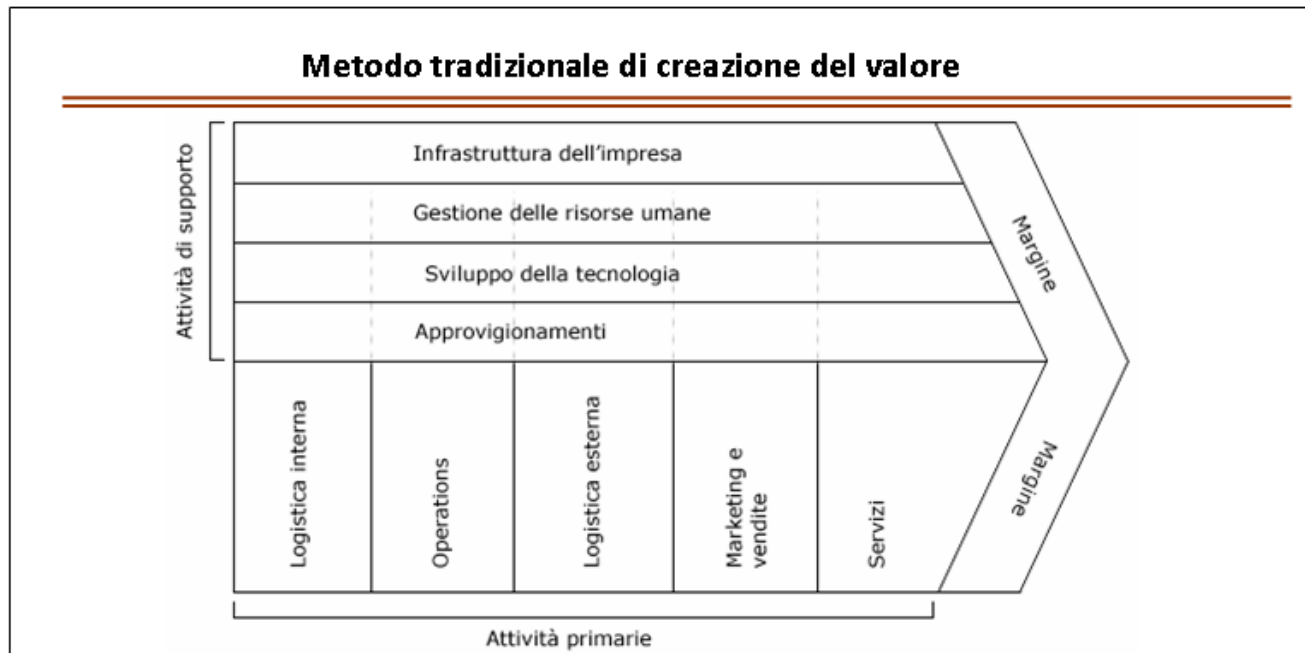 Metodo tradizionale di creazione del valore
Attività di supporto
Infrastruttura dell'impresa
Gestione delle risorse umane
Sviluppo della tecnologia
Approvigionamenti
Margine
Logistica interna
Operations
Logistica esterna
Marketing e
vendite
Servizi
Margine
Attività primarie